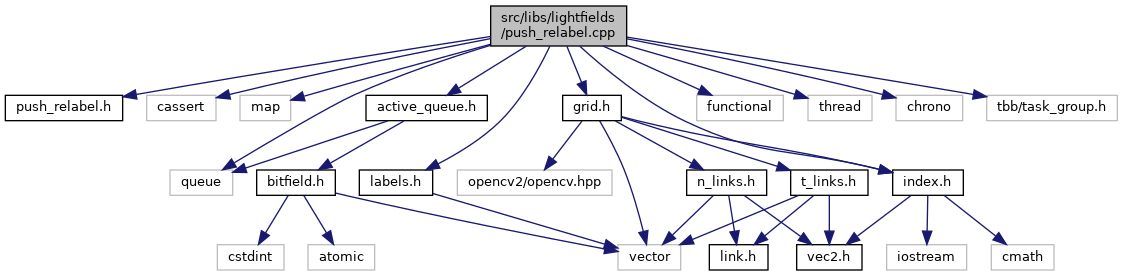 src/libs/lightfields
/push_relabel.cpp
push_relabel.h
cassert
map
active_queue.h
grid.h
functional
thread
chrono
tbb/task_group.h
queue
bitfield.h
labels.h
opencv2/opencv.hpp
n_links.h
t_links.h
index.h
cstdint
atomic
vector
link.h
vec2.h
iostream
cmath